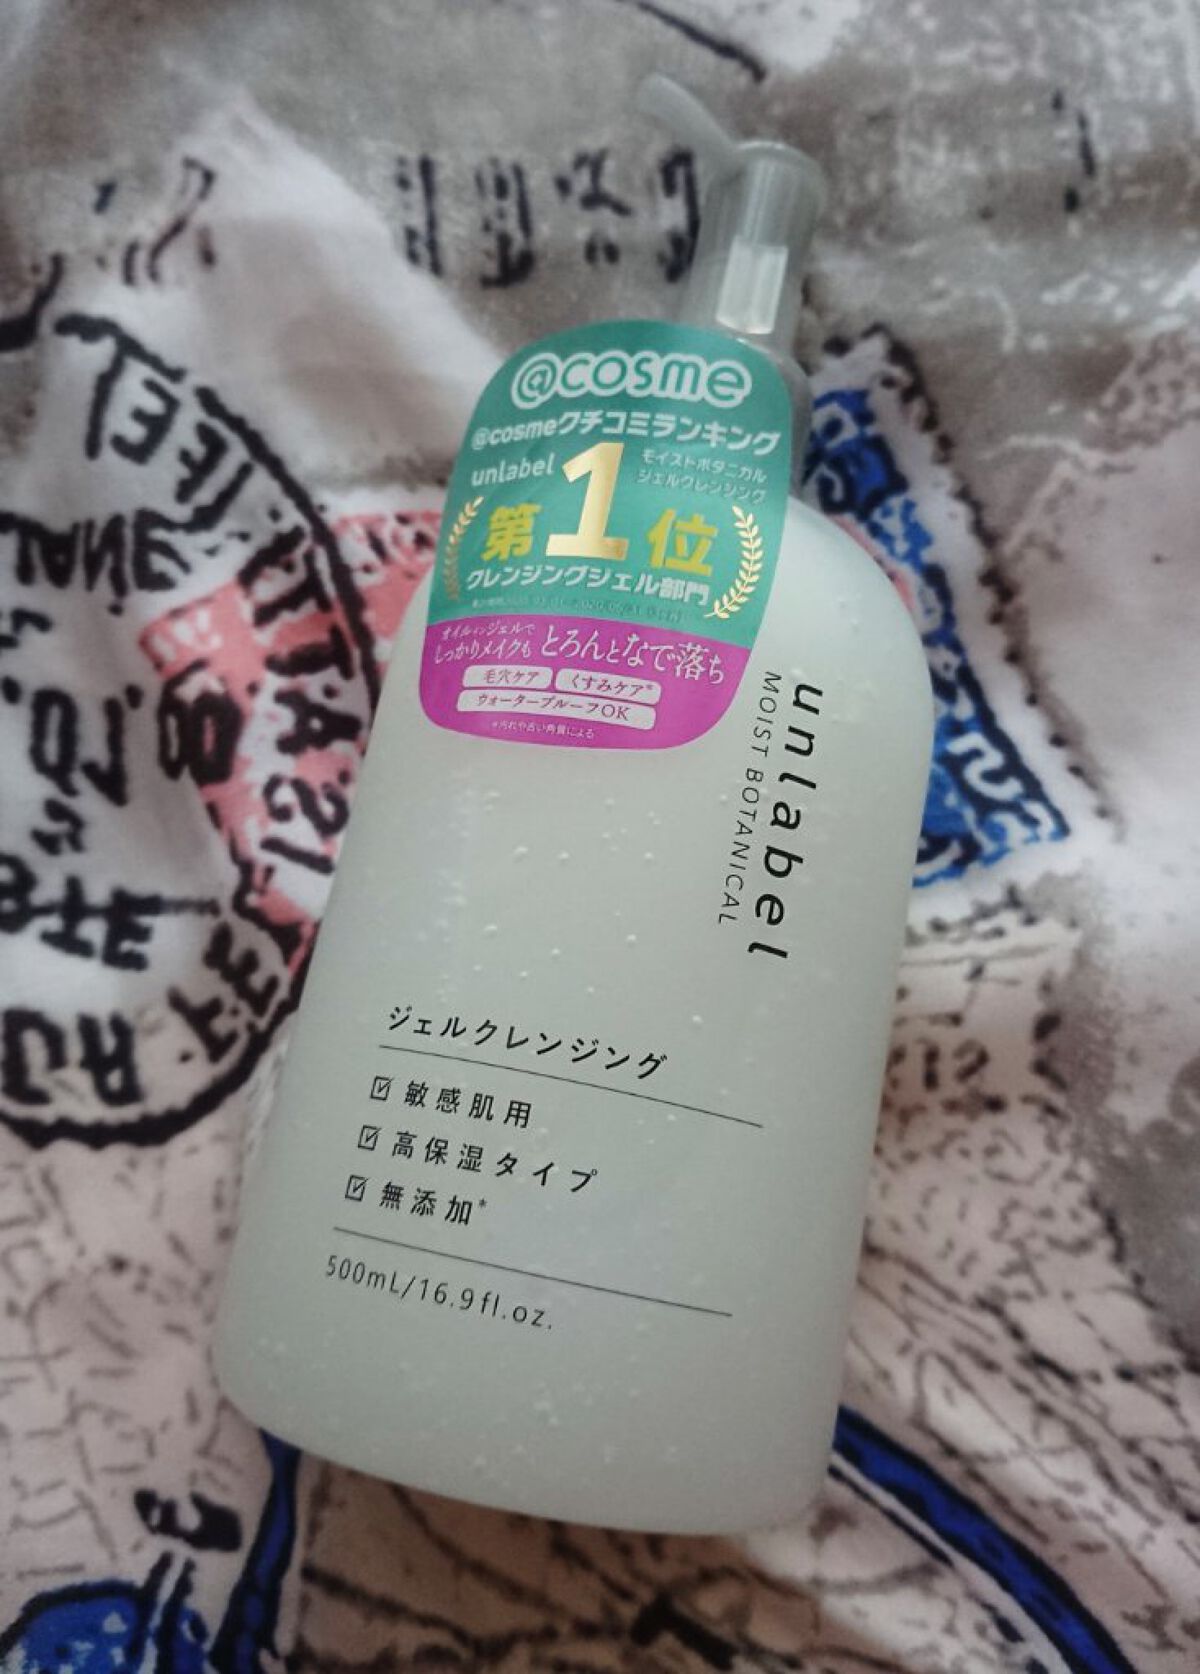 @cosme
@cosmeクチコミランキング
unlabel
モイストボタニカル
ジェルクレンジング
第1位
クレンジングジェル部門
オイルインジェルで
しっかりメイクも とろんとなで落ち
毛穴ケア くすみケア*
ウォータープルーフOK
*汚れや古い角質による
unlabel
MOIST BOTANICAL
ジェルクレンジング
☑ 敏感肌用
☑ 高保湿タイプ
☑ 無添加*
500mL/16.9fl.oz.